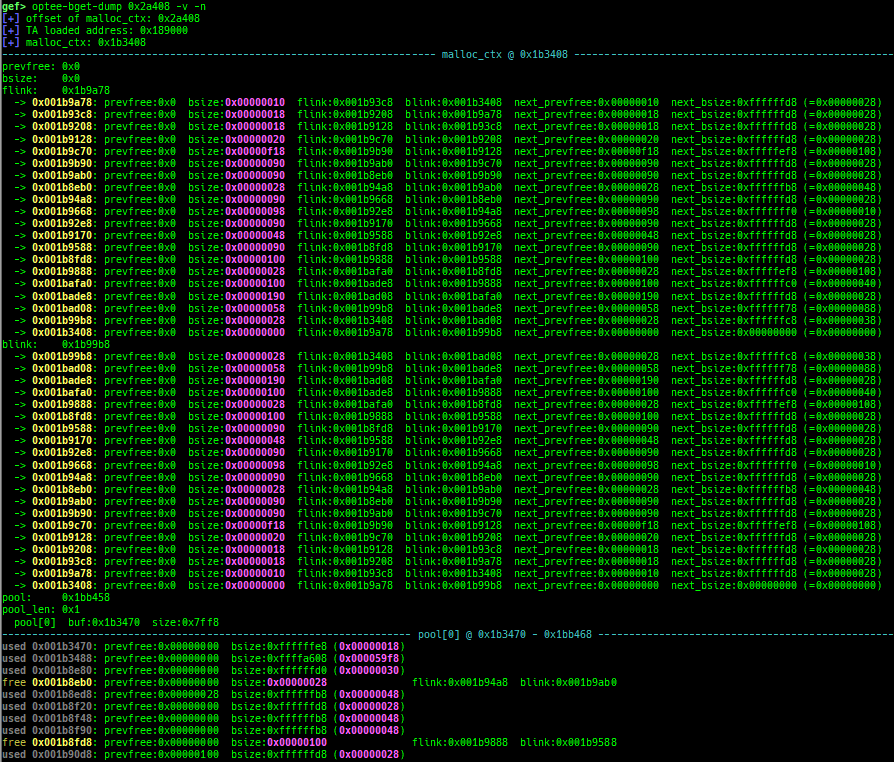 gef> optee-bget-dump 0x2a408 -v -n
[+] offset of malloc_ctx: 0x2a408
[+] TA loaded address: 0x189000
[+] malloc_ctx: 0x1b3408
malloc_ctx @ 0x1b3408
prevfree: 0x0
bsize:    0x0
flink:    0x1b9a78
-> 0x001b9a78: prevfree:0x0  bsize:0x00000010  flink:0x001b93c8  blink:0x001b3408  next_prevfree:0x00000010  next_bsize:0xffffffd8 (=0x00000028)
-> 0x001b93c8: prevfree:0x0  bsize:0x00000018  flink:0x001b9208  blink:0x001b9a78  next_prevfree:0x00000018  next_bsize:0xffffffd8 (=0x00000028)
-> 0x001b9208: prevfree:0x0  bsize:0x00000018  flink:0x001b9128  blink:0x001b93c8  next_prevfree:0x00000018  next_bsize:0xffffffd8 (=0x00000028)
-> 0x001b9128: prevfree:0x0  bsize:0x00000020  flink:0x001b9c70  blink:0x001b9208  next_prevfree:0x00000020  next_bsize:0xffffffd8 (=0x00000028)
-> 0x001b9c70: prevfree:0x0  bsize:0x00000f18  flink:0x001b9b90  blink:0x001b9128  next_prevfree:0x00000f18  next_bsize:0xfffffef8 (=0x00000108)
-> 0x001b9b90: prevfree:0x0  bsize:0x00000090  flink:0x001b9ab0  blink:0x001b9c70  next_prevfree:0x00000090  next_bsize:0xffffffd8 (=0x00000028)
-> 0x001b9ab0: prevfree:0x0  bsize:0x00000090  flink:0x001b8eb0  blink:0x001b9b90  next_prevfree:0x00000090  next_bsize:0xffffffd8 (=0x00000028)
-> 0x001b8eb0: prevfree:0x0  bsize:0x00000028  flink:0x001b94a8  blink:0x001b9ab0  next_prevfree:0x00000028  next_bsize:0xffffffb8 (=0x00000048)
-> 0x001b94a8: prevfree:0x0  bsize:0x00000090  flink:0x001b9668  blink:0x001b8eb0  next_prevfree:0x00000090  next_bsize:0xffffffd8 (=0x00000028)
-> 0x001b9668: prevfree:0x0  bsize:0x00000098  flink:0x001b92e8  blink:0x001b94a8  next_prevfree:0x00000098  next_bsize:0xfffffff0 (=0x00000010)
-> 0x001b92e8: prevfree:0x0  bsize:0x00000090  flink:0x001b9170  blink:0x001b9668  next_prevfree:0x00000090  next_bsize:0xffffffd8 (=0x00000028)
-> 0x001b9170: prevfree:0x0  bsize:0x00000048  flink:0x001b9588  blink:0x001b92e8  next_prevfree:0x00000048  next_bsize:0xffffffd8 (=0x00000028)
-> 0x001b9588: prevfree:0x0  bsize:0x00000090  flink:0x001b8fd8  blink:0x001b9170  next_prevfree:0x00000090  next_bsize:0xffffffd8 (=0x00000028)
-> 0x001b8fd8: prevfree:0x0  bsize:0x00000100  flink:0x001b9888  blink:0x001b9588  next_prevfree:0x00000100  next_bsize:0xffffffd8 (=0x00000028)
-> 0x001b9888: prevfree:0x0  bsize:0x00000028  flink:0x001bafa0  blink:0x001b8fd8  next_prevfree:0x00000028  next_bsize:0xfffffef8 (=0x00000108)
-> 0x001bafa0: prevfree:0x0  bsize:0x00000100  flink:0x001bade8  blink:0x001b9888  next_prevfree:0x00000100  next_bsize:0xffffffc0 (=0x00000040)
-> 0x001bade8: prevfree:0x0  bsize:0x00000190  flink:0x001bad08  blink:0x001bafa0  next_prevfree:0x00000190  next_bsize:0xffffffd8 (=0x00000028)
-> 0x001bad08: prevfree:0x0  bsize:0x00000058  flink:0x001b99b8  blink:0x001bade8  next_prevfree:0x00000058  next_bsize:0xffffff78 (=0x00000088)
-> 0x001b99b8: prevfree:0x0  bsize:0x00000028  flink:0x001b3408  blink:0x001bad08  next_prevfree:0x00000028  next_bsize:0xffffffc8 (=0x00000038)
-> 0x001b3408: prevfree:0x0  bsize:0x00000000  flink:0x001b9a78  blink:0x001b99b8  next_prevfree:0x00000000  next_bsize:0x00000000 (=0x00000000)
blink:    0x1b99b8
-> 0x001b99b8: prevfree:0x0  bsize:0x00000028  flink:0x001b3408  blink:0x001bad08  next_prevfree:0x00000028  next_bsize:0xffffffc8 (=0x00000038)
-> 0x001bad08: prevfree:0x0  bsize:0x00000058  flink:0x001b99b8  blink:0x001bade8  next_prevfree:0x00000058  next_bsize:0xffffff78 (=0x00000088)
-> 0x001bade8: prevfree:0x0  bsize:0x00000190  flink:0x001bad08  blink:0x001bafa0  next_prevfree:0x00000190  next_bsize:0xffffffd8 (=0x00000028)
-> 0x001bafa0: prevfree:0x0  bsize:0x00000100  flink:0x001bade8  blink:0x001b9888  next_prevfree:0x00000100  next_bsize:0xffffffc0 (=0x00000040)
-> 0x001b9888: prevfree:0x0  bsize:0x00000028  flink:0x001bafa0  blink:0x001b8fd8  next_prevfree:0x00000028  next_bsize:0xfffffef8 (=0x00000108)
-> 0x001b8fd8: prevfree:0x0  bsize:0x00000100  flink:0x001b9888  blink:0x001b9588  next_prevfree:0x00000100  next_bsize:0xffffffd8 (=0x00000028)
-> 0x001b9588: prevfree:0x0  bsize:0x00000090  flink:0x001b8fd8  blink:0x001b9170  next_prevfree:0x00000090  next_bsize:0xffffffd8 (=0x00000028)
-> 0x001b9170: prevfree:0x0  bsize:0x00000048  flink:0x001b9588  blink:0x001b92e8  next_prevfree:0x00000048  next_bsize:0xffffffd8 (=0x00000028)
-> 0x001b92e8: prevfree:0x0  bsize:0x00000090  flink:0x001b9170  blink:0x001b9668  next_prevfree:0x00000090  next_bsize:0xffffffd8 (=0x00000028)
-> 0x001b9668: prevfree:0x0  bsize:0x00000098  flink:0x001b92e8  blink:0x001b94a8  next_prevfree:0x00000098  next_bsize:0xfffffff0 (=0x00000010)
-> 0x001b94a8: prevfree:0x0  bsize:0x00000090  flink:0x001b9668  blink:0x001b8eb0  next_prevfree:0x00000090  next_bsize:0xffffffd8 (=0x00000028)
-> 0x001b8eb0: prevfree:0x0  bsize:0x00000028  flink:0x001b94a8  blink:0x001b9ab0  next_prevfree:0x00000028  next_bsize:0xffffffb8 (=0x00000048)
-> 0x001b9ab0: prevfree:0x0  bsize:0x00000090  flink:0x001b8eb0  blink:0x001b9b90  next_prevfree:0x00000090  next_bsize:0xffffffd8 (=0x00000028)
-> 0x001b9b90: prevfree:0x0  bsize:0x00000090  flink:0x001b9ab0  blink:0x001b9c70  next_prevfree:0x00000090  next_bsize:0xffffffd8 (=0x00000028)
-> 0x001b9c70: prevfree:0x0  bsize:0x00000f18  flink:0x001b9b90  blink:0x001b9128  next_prevfree:0x00000f18  next_bsize:0xfffffef8 (=0x00000108)
-> 0x001b9128: prevfree:0x0  bsize:0x00000020  flink:0x001b9c70  blink:0x001b9208  next_prevfree:0x00000020  next_bsize:0xffffffd8 (=0x00000028)
-> 0x001b9208: prevfree:0x0  bsize:0x00000018  flink:0x001b9128  blink:0x001b93c8  next_prevfree:0x00000018  next_bsize:0xffffffd8 (=0x00000028)
-> 0x001b93c8: prevfree:0x0  bsize:0x00000018  flink:0x001b9208  blink:0x001b9a78  next_prevfree:0x00000018  next_bsize:0xffffffd8 (=0x00000028)
-> 0x001b9a78: prevfree:0x0  bsize:0x00000010  flink:0x001b93c8  blink:0x001b3408  next_prevfree:0x00000010  next_bsize:0xffffffd8 (=0x00000028)
-> 0x001b3408: prevfree:0x0  bsize:0x00000000  flink:0x001b9a78  blink:0x001b99b8  next_prevfree:0x00000000  next_bsize:0x00000000 (=0x00000000)
pool:     0x1bb458
pool_len: 0x1
pool[0]  buf:0x1b3470  size:0x7ff8
pool[0] @ 0x1b3470 - 0x1bb468
used 0x001b3470: prevfree:0x00000000  bsize:0xffffffe8 (0x00000018)
used 0x001b3488: prevfree:0x00000000  bsize:0xffffa608 (0x000059f8)
used 0x001b8e80: prevfree:0x00000000  bsize:0xffffffd0 (0x00000030)
free 0x001b8eb0: prevfree:0x00000000  bsize:0x00000028  flink:0x001b94a8  blink:0x001b9ab0
used 0x001b8ed8: prevfree:0x00000028  bsize:0xffffffb8 (0x00000048)
used 0x001b8f20: prevfree:0x00000000  bsize:0xffffffd8 (0x00000028)
used 0x001b8f48: prevfree:0x00000000  bsize:0xffffffb8 (0x00000048)
used 0x001b8f90: prevfree:0x00000000  bsize:0xffffffb8 (0x00000048)
free 0x001b8fd8: prevfree:0x00000000  bsize:0x00000100  flink:0x001b9888  blink:0x001b9588
used 0x001b90d8: prevfree:0x00000100  bsize:0xffffffd8 (0x00000028)